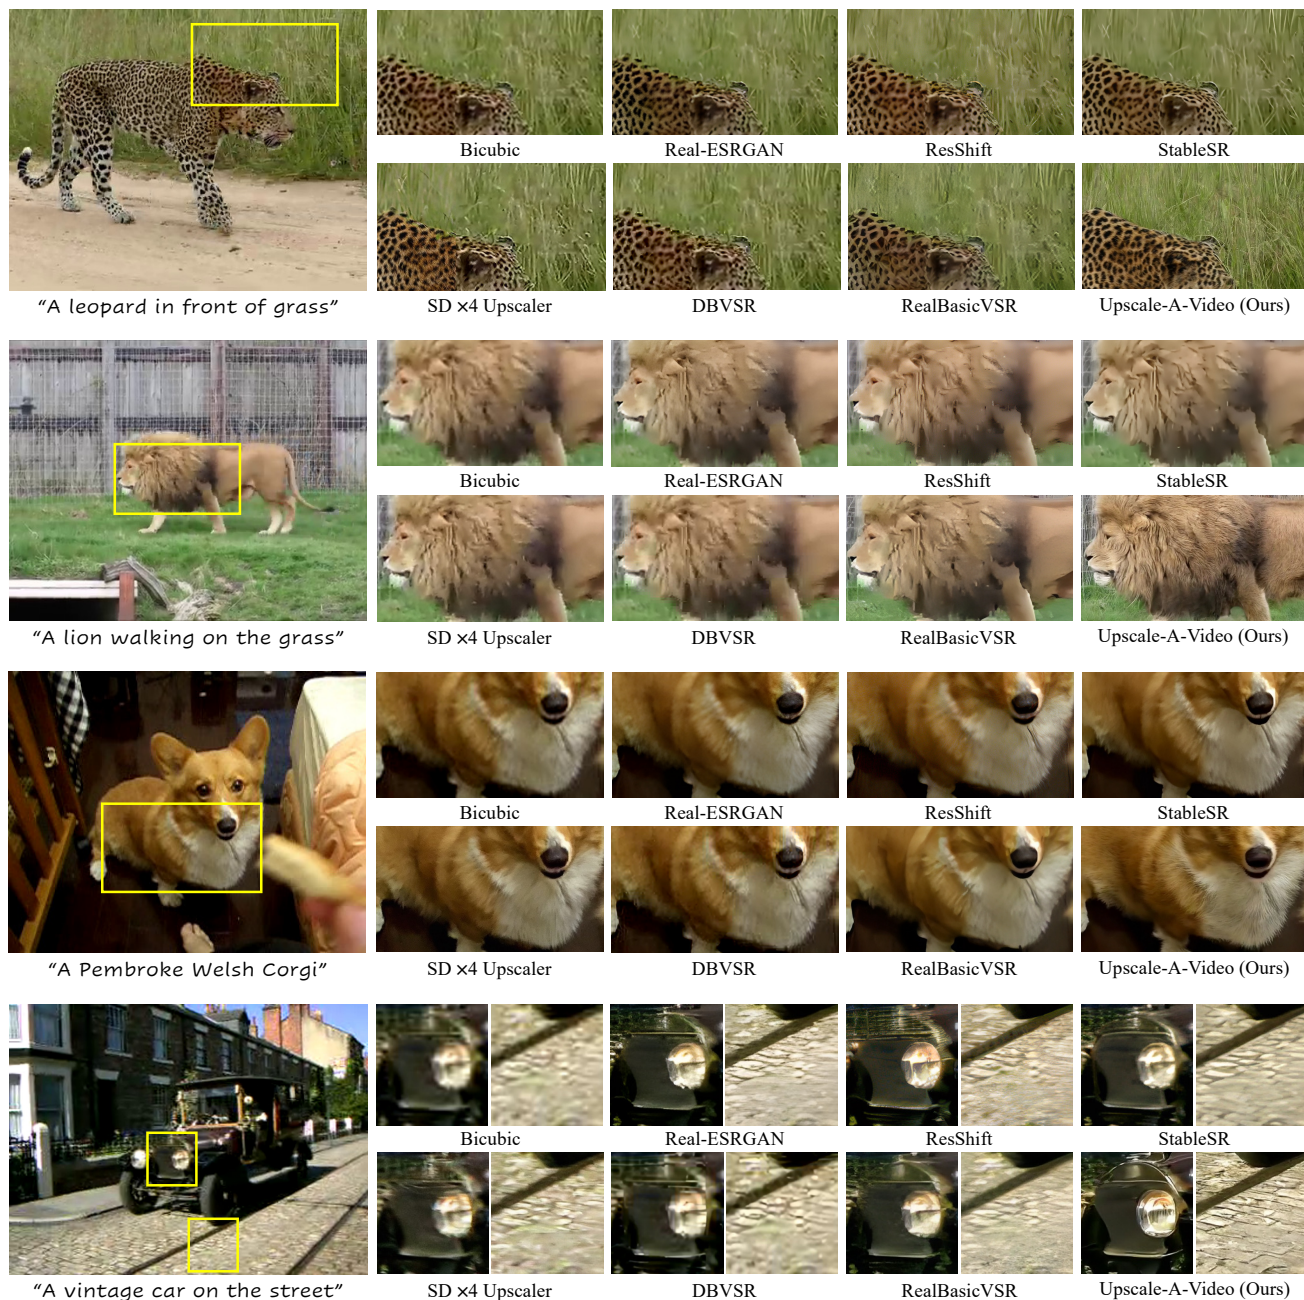 Bicubic Real-ESRGAN ResShift StableSR
SD ×4 Upscaler DBVSR RealBasicVSR Upscale-A-Video (Ours)
“A leopard in front of grass”
Bicubic Real-ESRGAN ResShift StableSR
SD ×4 Upscaler DBVSR RealBasicVSR Upscale-A-Video (Ours)
“A lion walking on the grass”
Bicubic Real-ESRGAN ResShift StableSR
SD ×4 Upscaler DBVSR RealBasicVSR Upscale-A-Video (Ours)
“A Pembroke Welsh Corgi”
Bicubic Real-ESRGAN ResShift StableSR
SD ×4 Upscaler DBVSR RealBasicVSR Upscale-A-Video (Ours)
“A vintage car on the street”